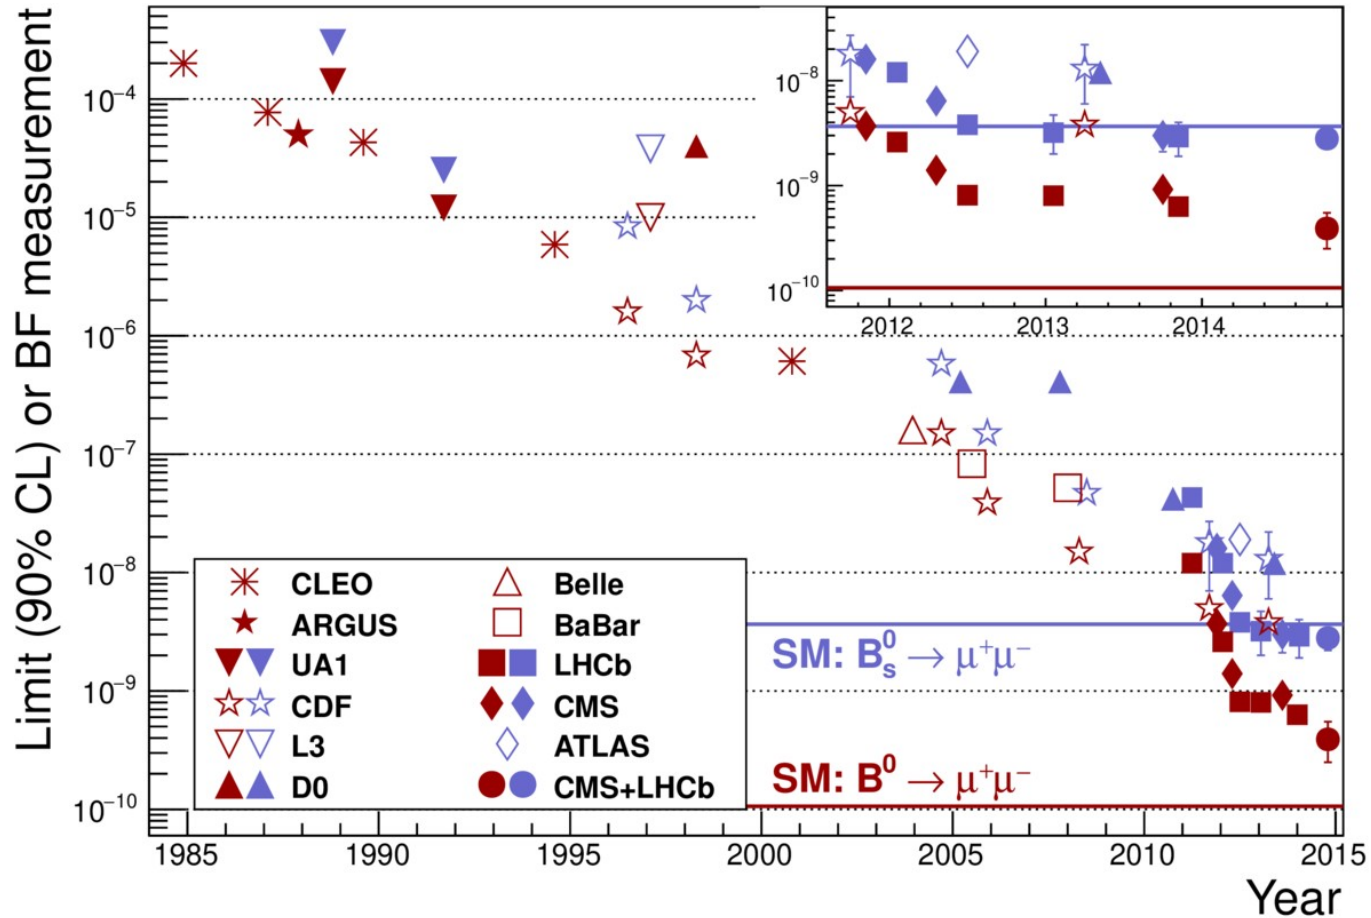 Limit (90% CL) or BF measurement
10⁻⁴
10⁻⁵
10⁻⁶
10⁻⁷
10⁻⁸
10⁻⁹
10⁻¹⁰
10⁻⁸
10⁻⁹
10⁻¹⁰
2012 2013 2014
CLEO
ARGUS
UA1
CDF
L3
D0
Belle
BaBar
LHCb
CMS
ATLAS
CMS+LHCb
SM: B⁰ₛ → μ⁺μ⁻
SM: B⁰ → μ⁺μ⁻
1985 1990 1995 2000 2005 2010 2015
Year